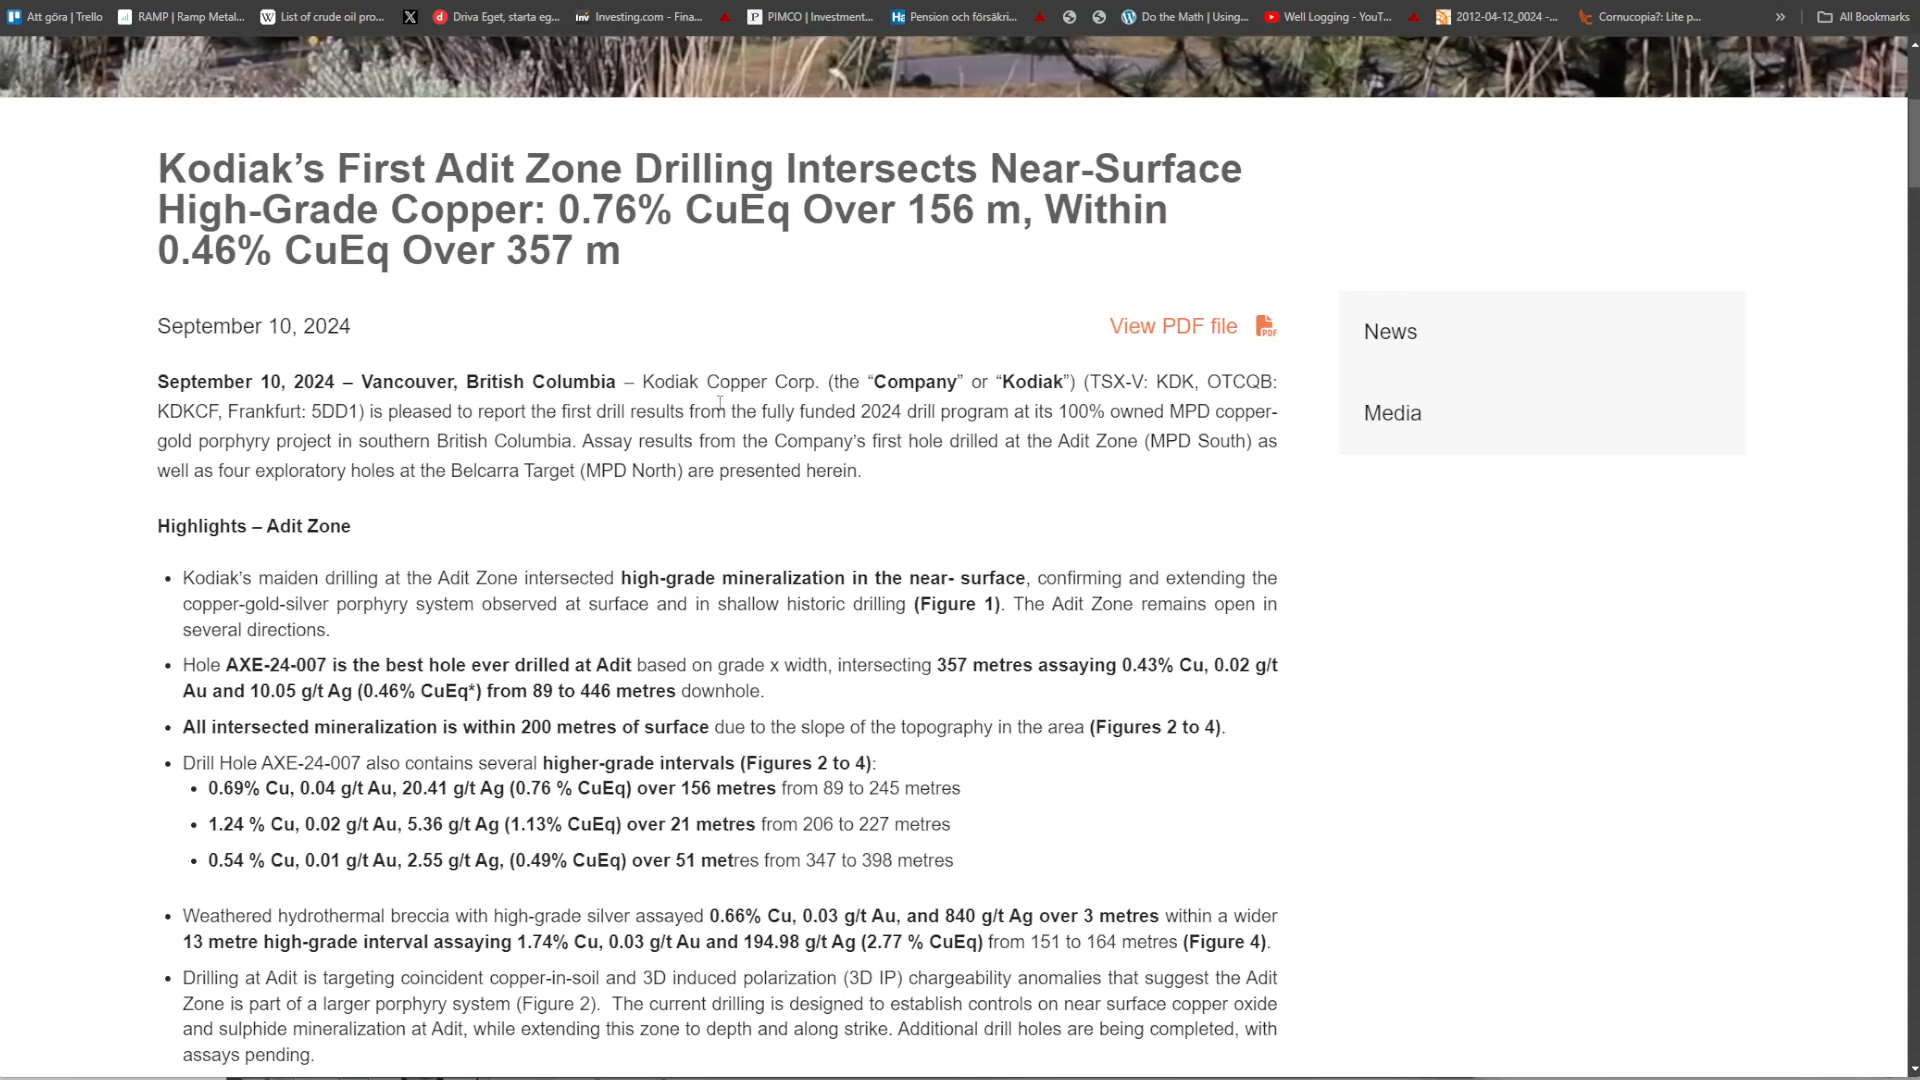 Att göra | Trello
RAMP | Ramp Metal...
List of crude oil pro...
Driva Eget, starta eg...
Investing.com - Fina...
PIMCO | Investment...
Pension och försäkri...
Do the Math | Using...
Well Logging - YouT...
2012-04-12_0024 -...
Cornucopia?: Lite p...
All Bookmarks
Kodiak’s First Adit Zone Drilling Intersects Near-Surface
High-Grade Copper: 0.76% CuEq Over 156 m, Within
0.46% CuEq Over 357 m
September 10, 2024
View PDF file
PDF
News
Media
September 10, 2024 – Vancouver, British Columbia – Kodiak Copper Corp. (the “Company” or “Kodiak”) (TSX-V: KDK, OTCQB:
KDKCF, Frankfurt: 5DD1) is pleased to report the first drill results from the fully funded 2024 drill program at its 100% owned MPD copper-
gold porphyry project in southern British Columbia. Assay results from the Company’s first hole drilled at the Adit Zone (MPD South) as
well as four exploratory holes at the Belcarra Target (MPD North) are presented herein.
Highlights – Adit Zone
• Kodiak’s maiden drilling at the Adit Zone intersected high-grade mineralization in the near- surface, confirming and extending the
copper-gold-silver porphyry system observed at surface and in shallow historic drilling (Figure 1). The Adit Zone remains open in
several directions.
• Hole AXE-24-007 is the best hole ever drilled at Adit based on grade x width, intersecting 357 metres assaying 0.43% Cu, 0.02 g/t
Au and 10.05 g/t Ag (0.46% CuEq*) from 89 to 446 metres downhole.
• All intersected mineralization is within 200 metres of surface due to the slope of the topography in the area (Figures 2 to 4).
• Drill Hole AXE-24-007 also contains several higher-grade intervals (Figures 2 to 4):
• 0.69% Cu, 0.04 g/t Au, 20.41 g/t Ag (0.76 % CuEq) over 156 metres from 89 to 245 metres
• 1.24 % Cu, 0.02 g/t Au, 5.36 g/t Ag (1.13% CuEq) over 21 metres from 206 to 227 metres
• 0.54 % Cu, 0.01 g/t Au, 2.55 g/t Ag, (0.49% CuEq) over 51 metres from 347 to 398 metres
• Weathered hydrothermal breccia with high-grade silver assayed 0.66% Cu, 0.03 g/t Au, and 840 g/t Ag over 3 metres within a wider
13 metre high-grade interval assaying 1.74% Cu, 0.03 g/t Au and 194.98 g/t Ag (2.77 % CuEq) from 151 to 164 metres (Figure 4).
• Drilling at Adit is targeting coincident copper-in-soil and 3D induced polarization (3D IP) chargeability anomalies that suggest the Adit
Zone is part of a larger porphyry system (Figure 2). The current drilling is designed to establish controls on near surface copper oxide
and sulphide mineralization at Adit, while extending this zone to depth and along strike. Additional drill holes are being completed, with
assays pending.